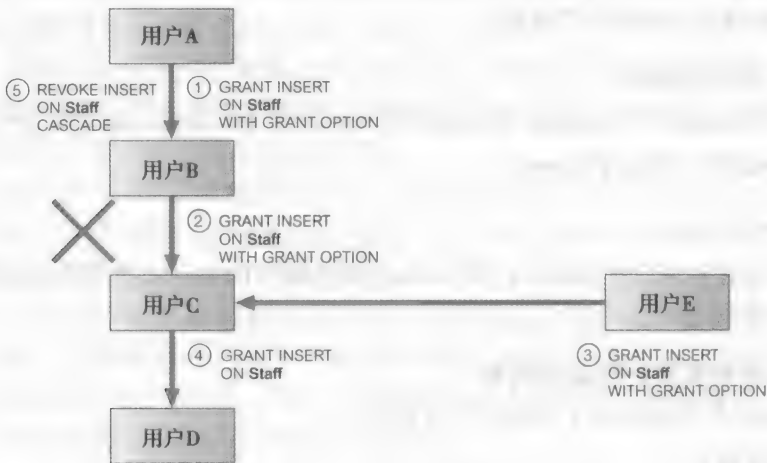 用户A
⑤ REVOKE INSERT
ON Staff
CASCADE
① GRANT INSERT
ON Staff
WITH GRANT OPTION
用户B
② GRANT INSERT
ON Staff
WITH GRANT OPTION
用户C
用户E
④ GRANT INSERT
ON Staff
③ GRANT INSERT
ON Staff
WITH GRANT OPTION
用户D